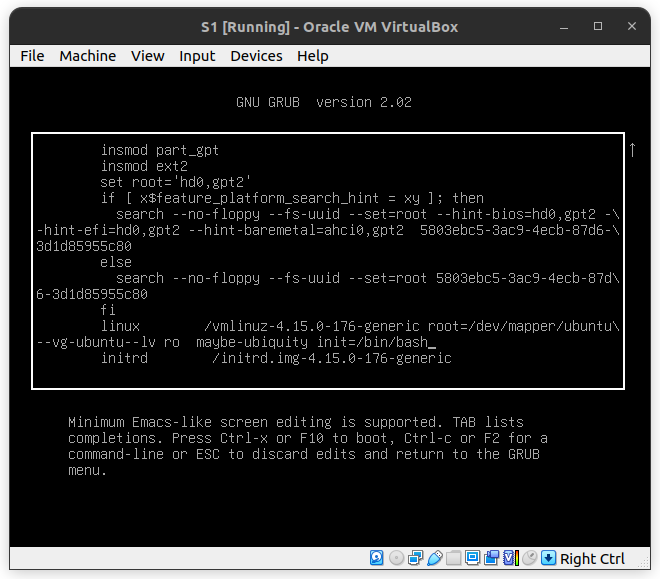 S1 [Running] - Oracle VM VirtualBox
File Machine View Input Devices Help
GNU GRUB version 2.02
insmod part_gpt
insmod ext2
set root='hd0,gpt2'
if [ x$feature_platform_search_hint = xy ]; then
search --no-floppy --fs-uuid --set=root --hint-bios=hd0,gpt2 -\
-hint-efi=hd0,gpt2 --hint-baremetal=ahci0,gpt2 5803ebc5-3ac9-4ecb-87d6-\
3d1d85955c80
else
search --no-floppy --fs-uuid --set=root 5803ebc5-3ac9-4ecb-87d\
6-3d1d85955c80
fi
linux /vmlinuz-4.15.0-176-generic root=/dev/mapper/ubuntu\
--vg-ubuntu--lv ro maybe-ubiquity init=/bin/bash_
initrd /initrd.img-4.15.0-176-generic
Minimum Emacs-like screen editing is supported. TAB lists
completions. Press Ctrl-x or F10 to boot, Ctrl-c or F2 for a
command-line or ESC to discard edits and return to the GRUB
menu.
Right Ctrl